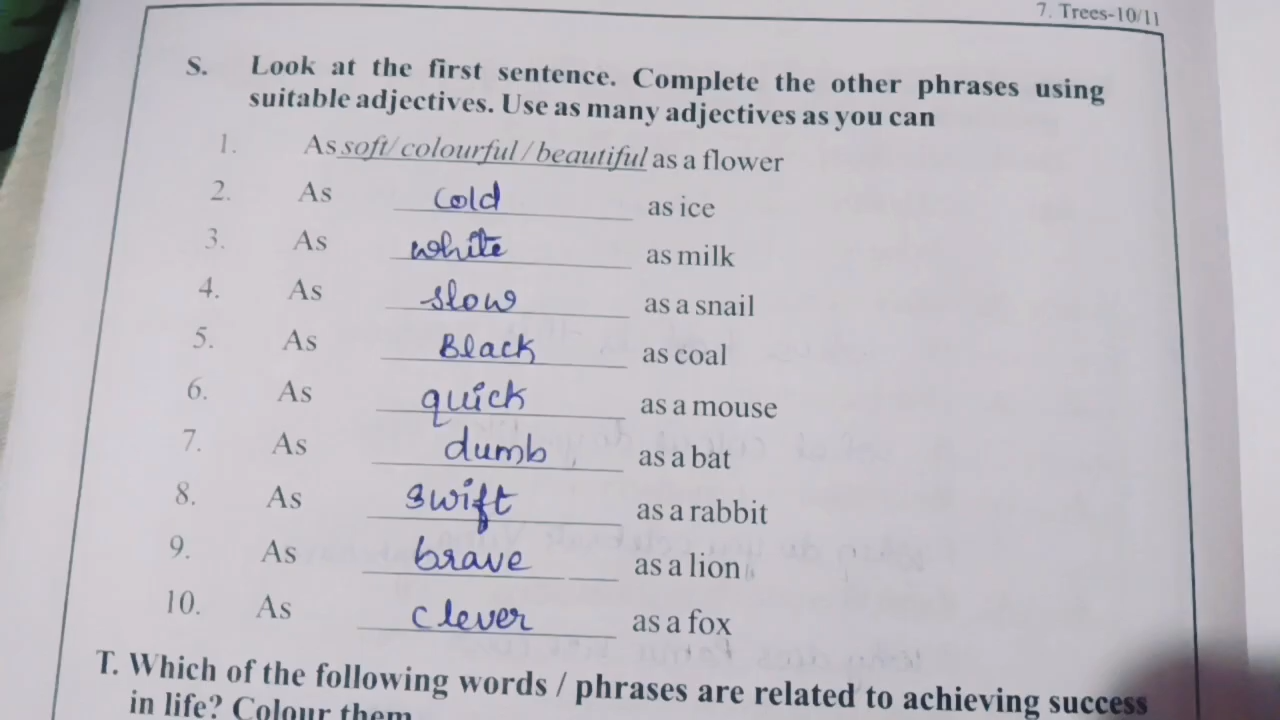 7. Trees-10/11
S. Look at the first sentence. Complete the other phrases using
suitable adjectives. Use as many adjectives as you can
1. As soft/ colourful / beautiful as a flower
2. As cold as ice
3. As white as milk
4. As slow as a snail
5. As Black as coal
6. As quick as a mouse
7. As dumb as a bat
8. As swift as a rabbit
9. As brave as a lion
10. As clever as a fox
T. Which of the following words / phrases are related to achieving success
in life? Colour them